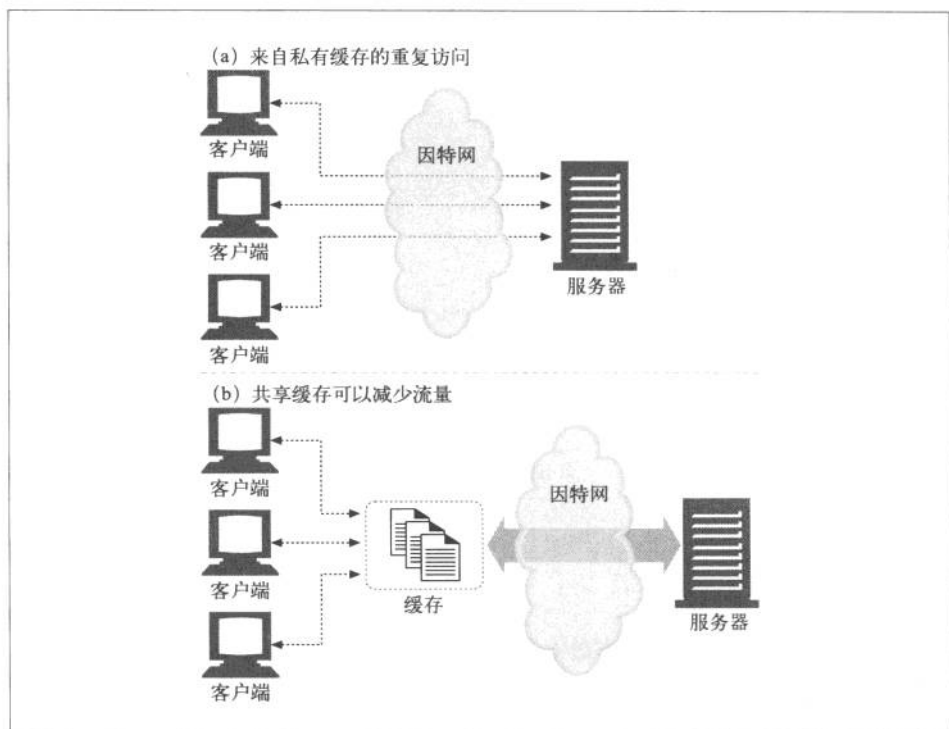 （a）来自私有缓存的重复访问
客户端
因特网
客户端
服务器
客户端
（b）共享缓存可以减少流量
客户端
因特网
客户端
缓存
服务器
客户端